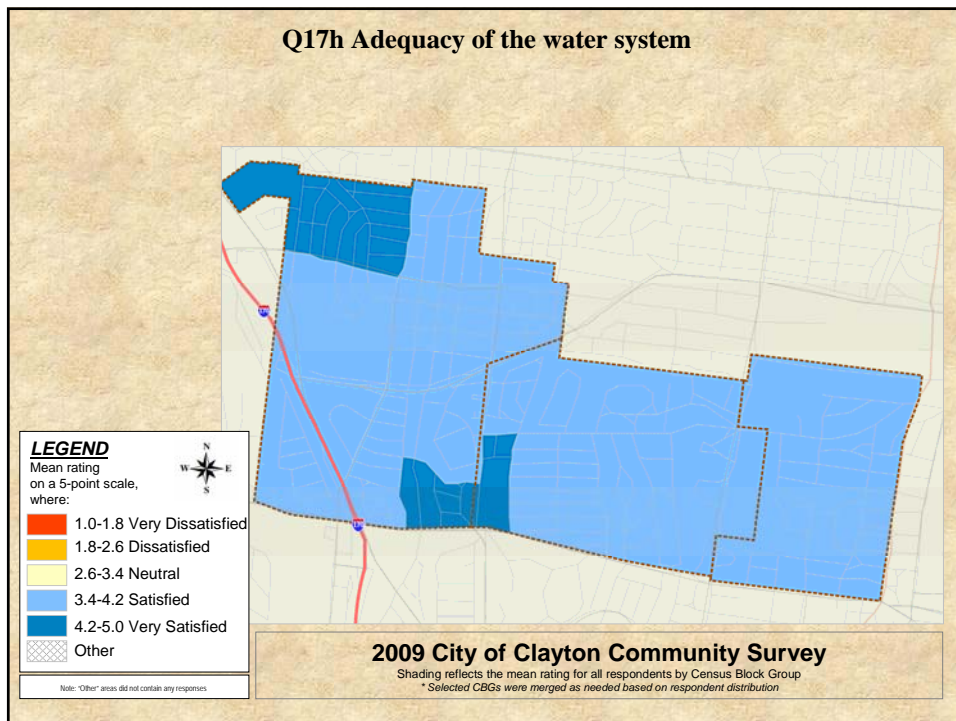 Q17h Adequacy of the water system
LEGEND
Mean rating
on a 5-point scale,
where:
N
W E
S
1.0-1.8 Very Dissatisfied
1.8-2.6 Dissatisfied
2.6-3.4 Neutral
3.4-4.2 Satisfied
4.2-5.0 Very Satisfied
Other
Note: "Other" areas did not contain any responses
2009 City of Clayton Community Survey
Shading reflects the mean rating for all respondents by Census Block Group
* Selected CBGs were merged as needed based on respondent distribution